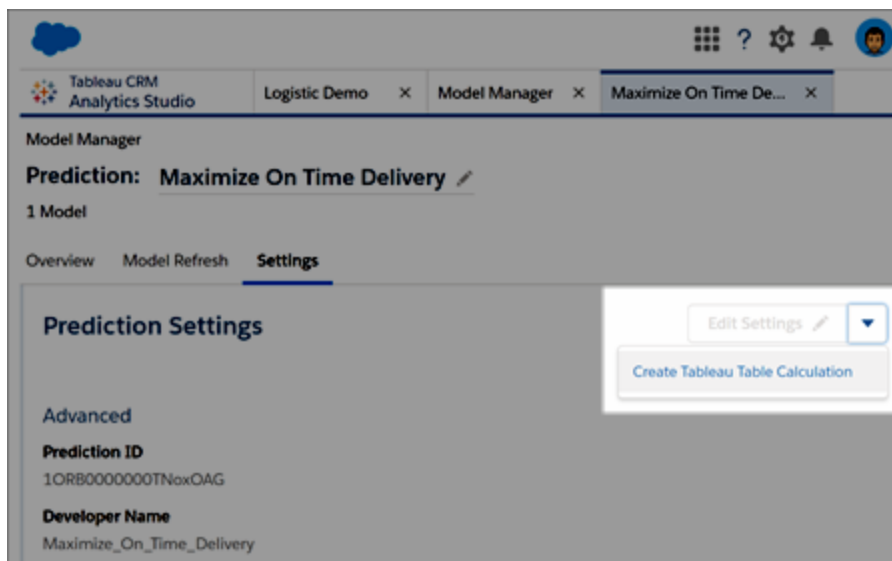 Tableau CRM
Analytics Studio
Logistic Demo
Model Manager
Maximize On Time De...
Model Manager
Prediction: Maximize On Time Delivery
1 Model
Overview Model Refresh Settings
Prediction Settings
Edit Settings
Create Tableau Table Calculation
Advanced
Prediction ID
1ORB0000000TNoxOAG
Developer Name
Maximize_On_Time_Delivery